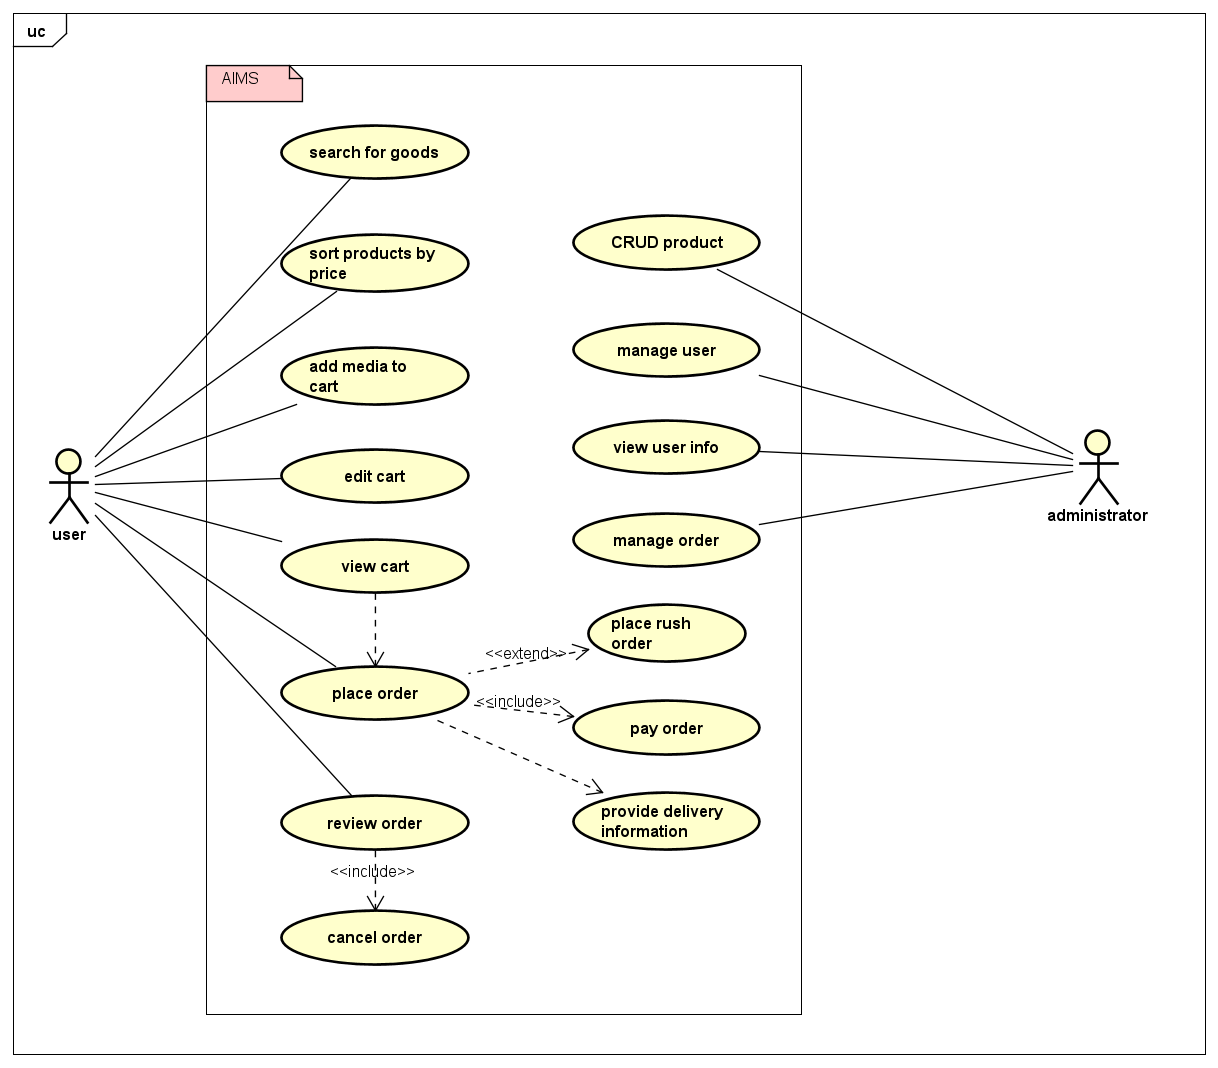 uc
AIMS
search for goods
sort products by
price
add media to
cart
edit cart
view cart
place order
review order
<<include>>
cancel order
CRUD product
manage user
view user info
manage order
<<extend>>
place rush
order
<<include>>
pay order
provide delivery
information
user
administrator